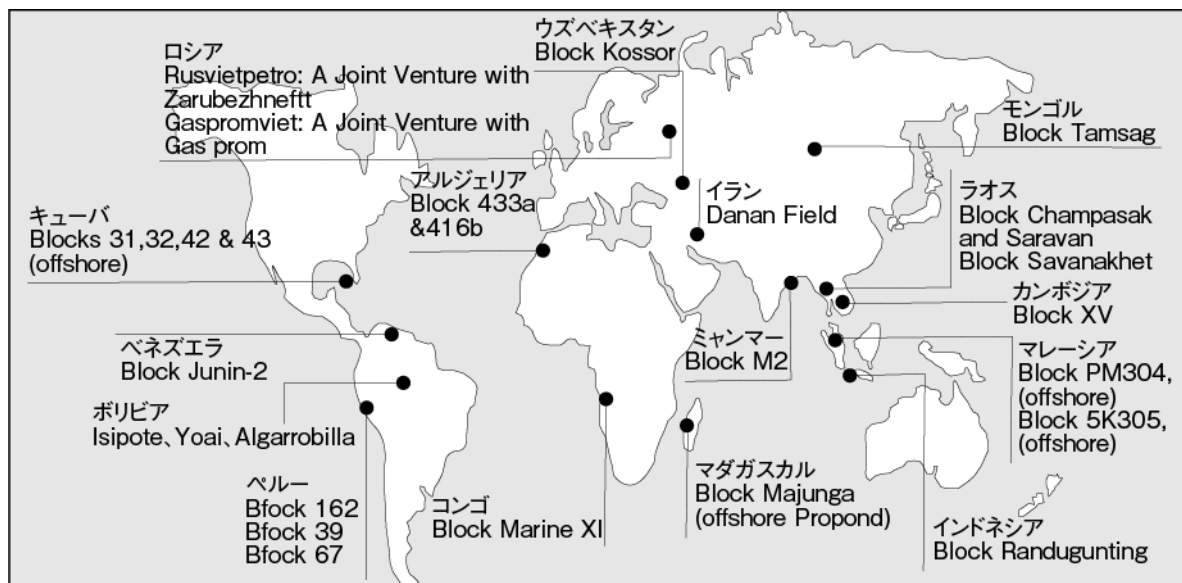 ロシア
Rusvietpetro: A Joint Venture with
Zarubezhneftt
Gaspromviet: A Joint Venture with
Gas prom
ウズベキスタン
Block Kossor
モンゴル
Block Tamsag
アルジェリア
Block 433a
&416b
イラン
Danan Field
ラオス
Block Champasak
and Saravan
Block Savanakhet
キューバ
Blocks 31,32,42 & 43
(offshore)
カンボジア
Block XV
ベネズエラ
Block Junin-2
ミャンマー
Block M2
マレーシア
Block PM304,
(offshore)
Block 5K305,
(offshore)
ボリビア
Isipote、Yoai、Algarrobilla
ペルー
Bfock 162
Bfock 39
Bfock 67
コンゴ
Block Marine XI
マダガスカル
Block Majunga
(offshore Propond)
インドネシア
Block Randugunting